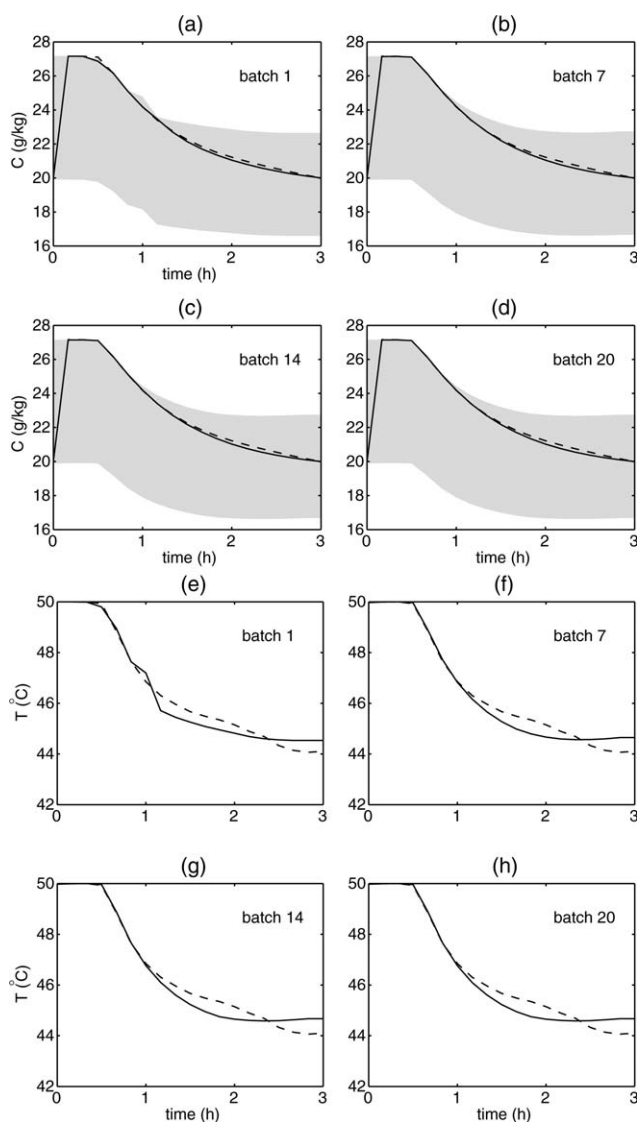 (a) (b)
28 28
26 26
24 24
22 22
20 20
18 18
16 16
batch 1 batch 7
C (g/kg)
0 1 2 3 0 1 2 3
time (h)
(c) (d)
28 28
26 26
24 24
22 22
20 20
18 18
16 16
batch 14 batch 20
C (g/kg)
0 1 2 3 0 1 2 3
time (h) time (h)
(e) (f)
50 50
48 48
46 46
44 44
42 42
batch 1 batch 7
T °C)
0 1 2 3 0 1 2 3
(g) (h)
50 50
48 48
46 46
44 44
42 42
batch 14 batch 20
T °C)
0 1 2 3 0 1 2 3
time (h) time (h)